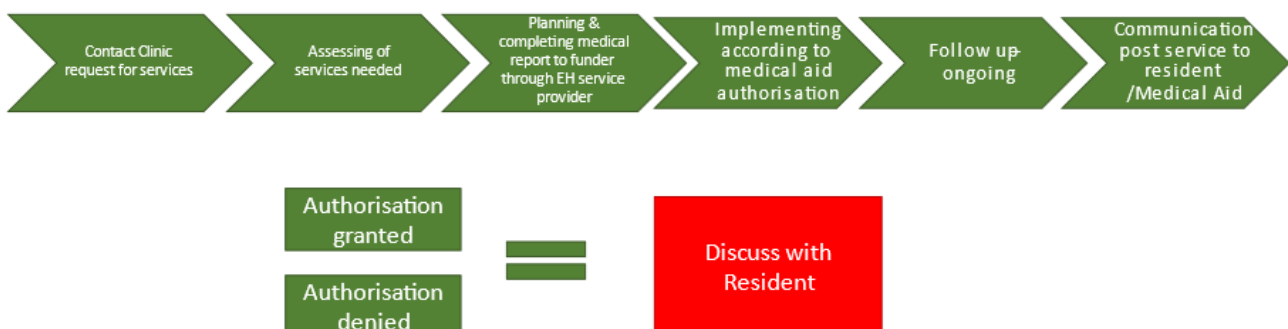 Contact Clinic
request for services
Assessing of
services needed
Planning &
completing medical
report to funder
through EH service
provider
Implementing
according to
medical aid
authorisation
Follow up-
ongoing
Communication
post service to
resident
/Medical Aid
Authorisation
granted
Authorisation
denied
Discuss with
Resident